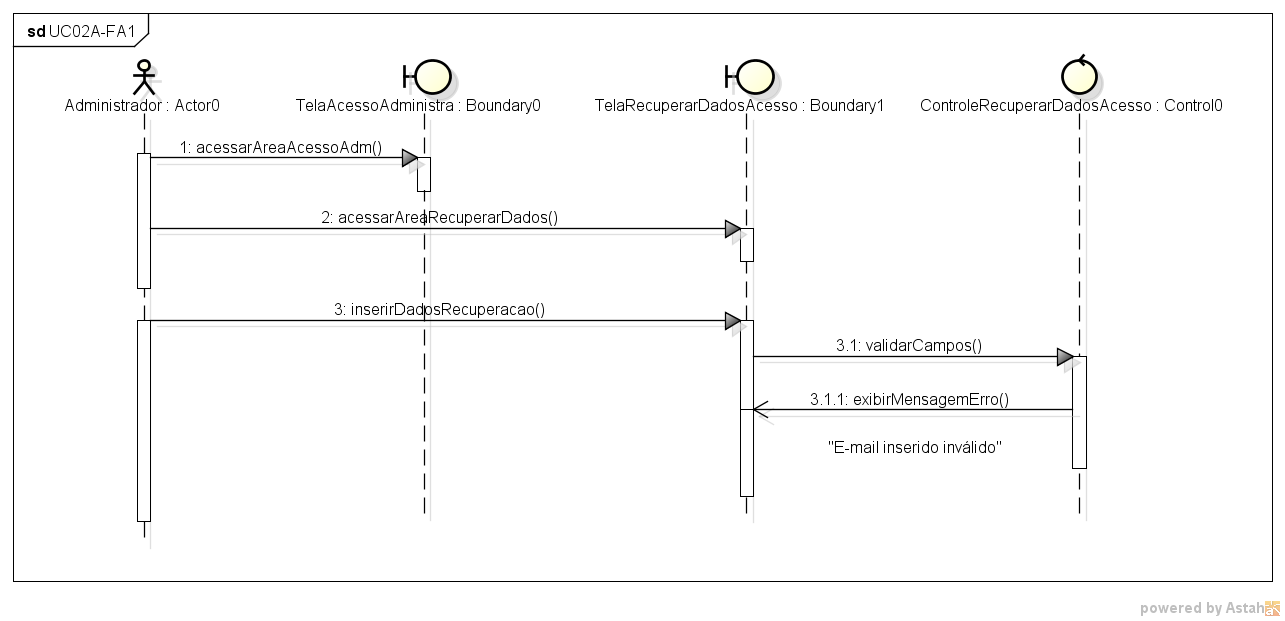 sd UC02A-FA1
Administrador : Actor0
TelaAcessoAdministra : Boundary0
TelaRecuperarDadosAcesso : Boundary1
ControleRecuperarDadosAcesso : Control0
1: acessarAreaAcessoAdm()
2: acessarAreaRecuperarDados()
3: inserirDadosRecuperacao()
3.1: validarCampos()
3.1.1: exibirMensagemErro()
"E-mail inserido inválido"
powered by Astah